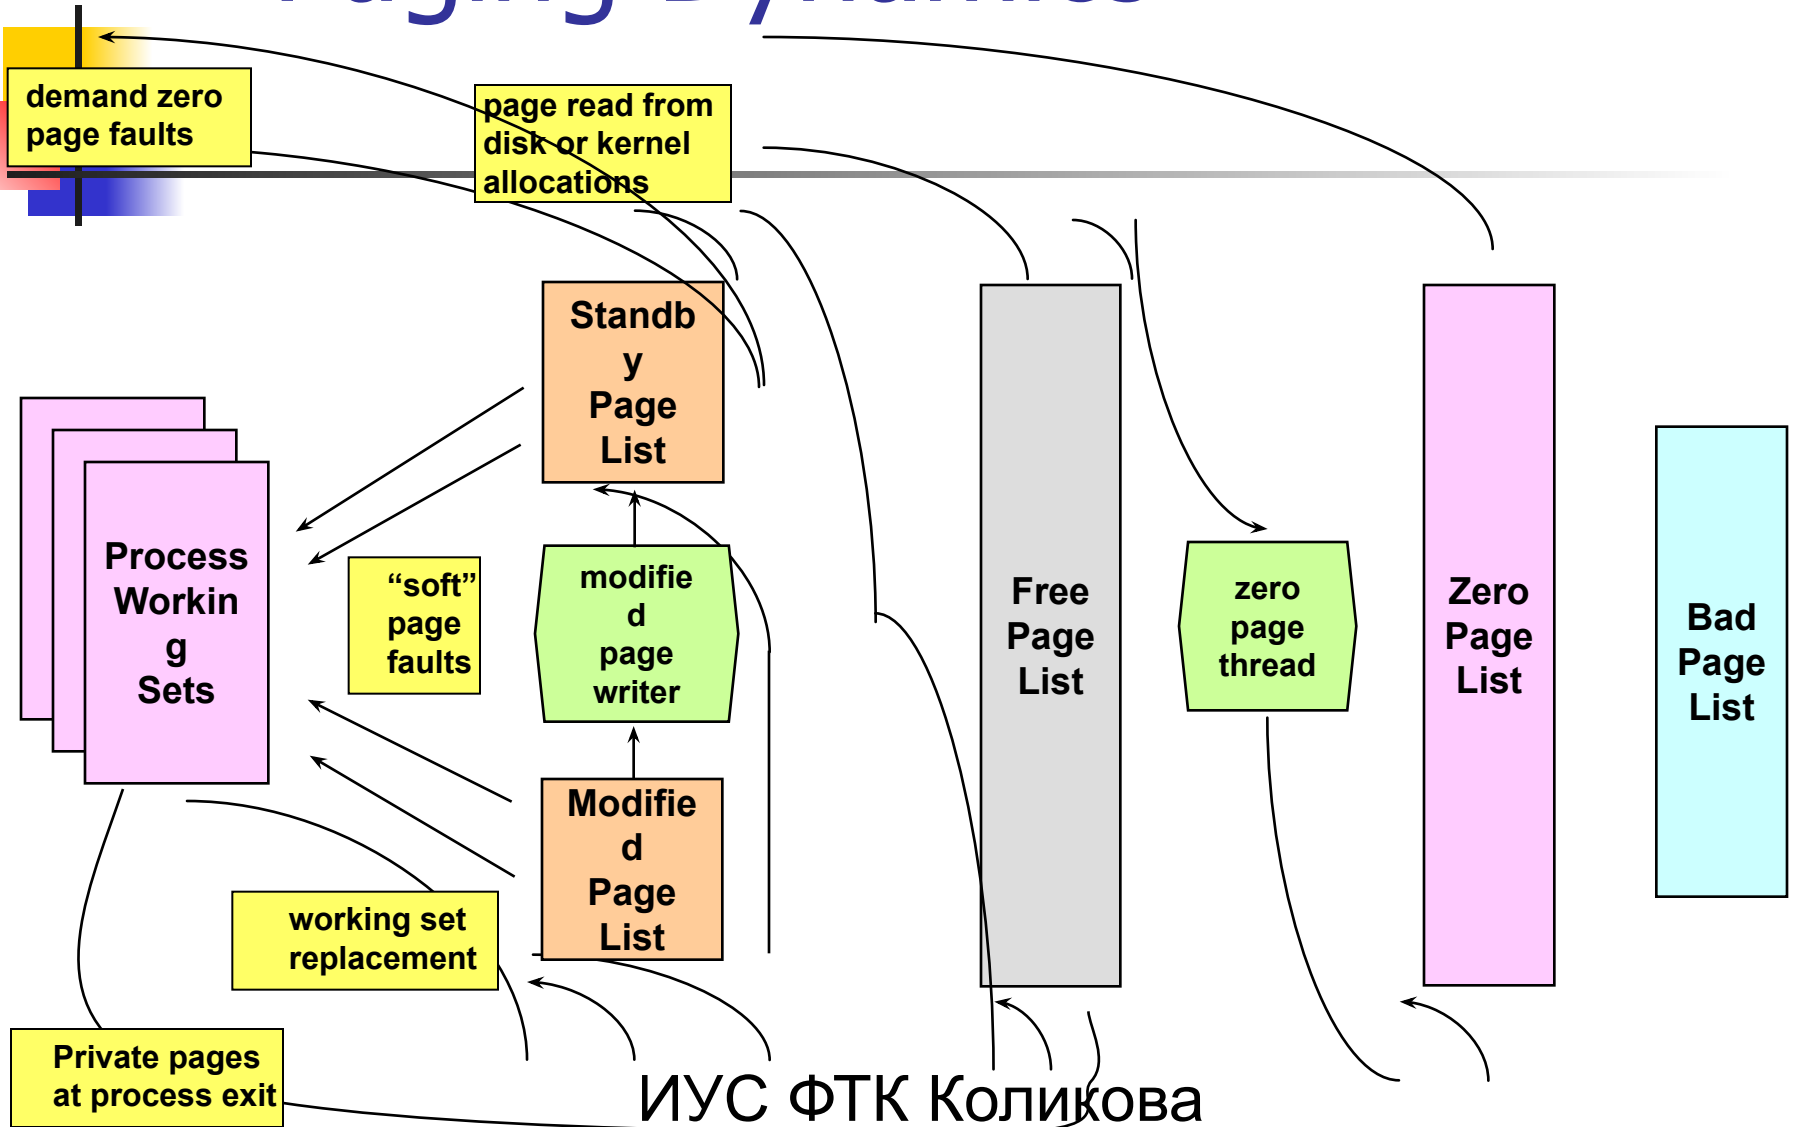 Paging Dynamics
demand zero
page faults
page read from
disk or kernel
allocations
Standb
y
Page
List
Process
Workin
g
Sets
“soft”
page
faults
modifie
d
page
writer
Free
Page
List
zero
page
thread
Zero
Page
List
Bad
Page
List
Modifie
d
Page
List
working set
replacement
Private pages
at process exit
ИУС ФТК Коликова